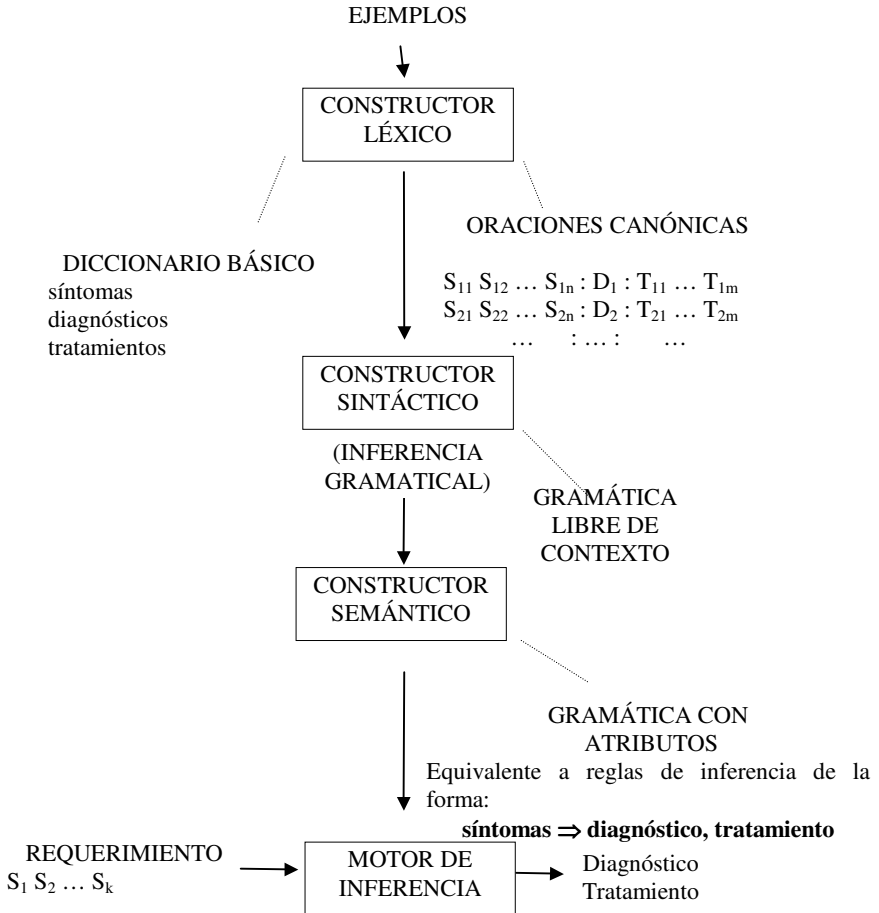 EJEMPLOS
CONSTRUCTOR
LÉXICO
ORACIONES CANÓNICAS
DICCIONARIO BÁSICO
síntomas
diagnósticos
tratamientos
S11 S12 … S1n : D1 : T11 … T1m
S21 S22 … S2n : D2 : T21 … T2m
… : … : …
CONSTRUCTOR
SINTÁCTICO
(INFERENCIA
GRAMATICAL)
GRAMÁTICA
LIBRE DE
CONTEXTO
CONSTRUCTOR
SEMÁNTICO
GRAMÁTICA CON
ATRIBUTOS
Equivalente a reglas de inferencia de la
forma:
síntomas ⇒ diagnóstico, tratamiento
REQUERIMIENTO
S1 S2 … Sk
MOTOR DE
INFERENCIA
Diagnóstico
Tratamiento